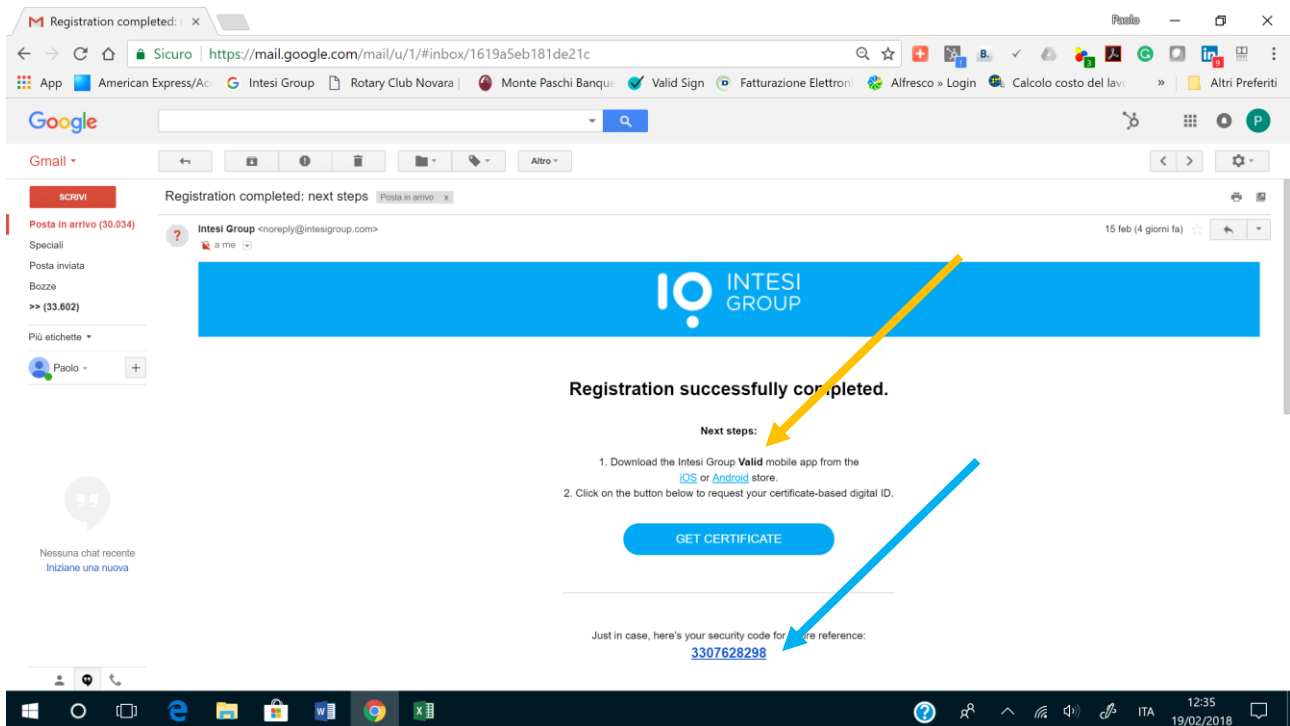 Registration completed:
Paolo
Sicuro | https://mail.google.com/mail/u/1/#inbox/1619a5eb181de21c
App American Express/Ac Intesi Group Rotary Club Novara | Monte Paschi Banque Valid Sign Fatturazione Elettroni Alfresco » Login Calcolo costo del lavo » Altri Preferiti
Google
P
Gmail
Altro
SCRIVI
Registration completed: next steps Posta in arrivo x
Posta in arrivo (30.034)
Speciali
Posta inviata
Bozze
>> (33.602)
Più etichette
Paolo
Intesi Group <noreply@intesigroup.com>
15 feb (4 giorni fa)
a me
INTESI
GROUP
Registration successfully completed.
Next steps:
1. Download the Intesi Group Valid mobile app from the
iOS or Android store.
2. Click on the button below to request your certificate-based digital ID.
GET CERTIFICATE
Just in case, here's your security code for reference:
3307628298
Nessuna chat recente
Iniziane una nuova
ITA
12:35
19/02/2018